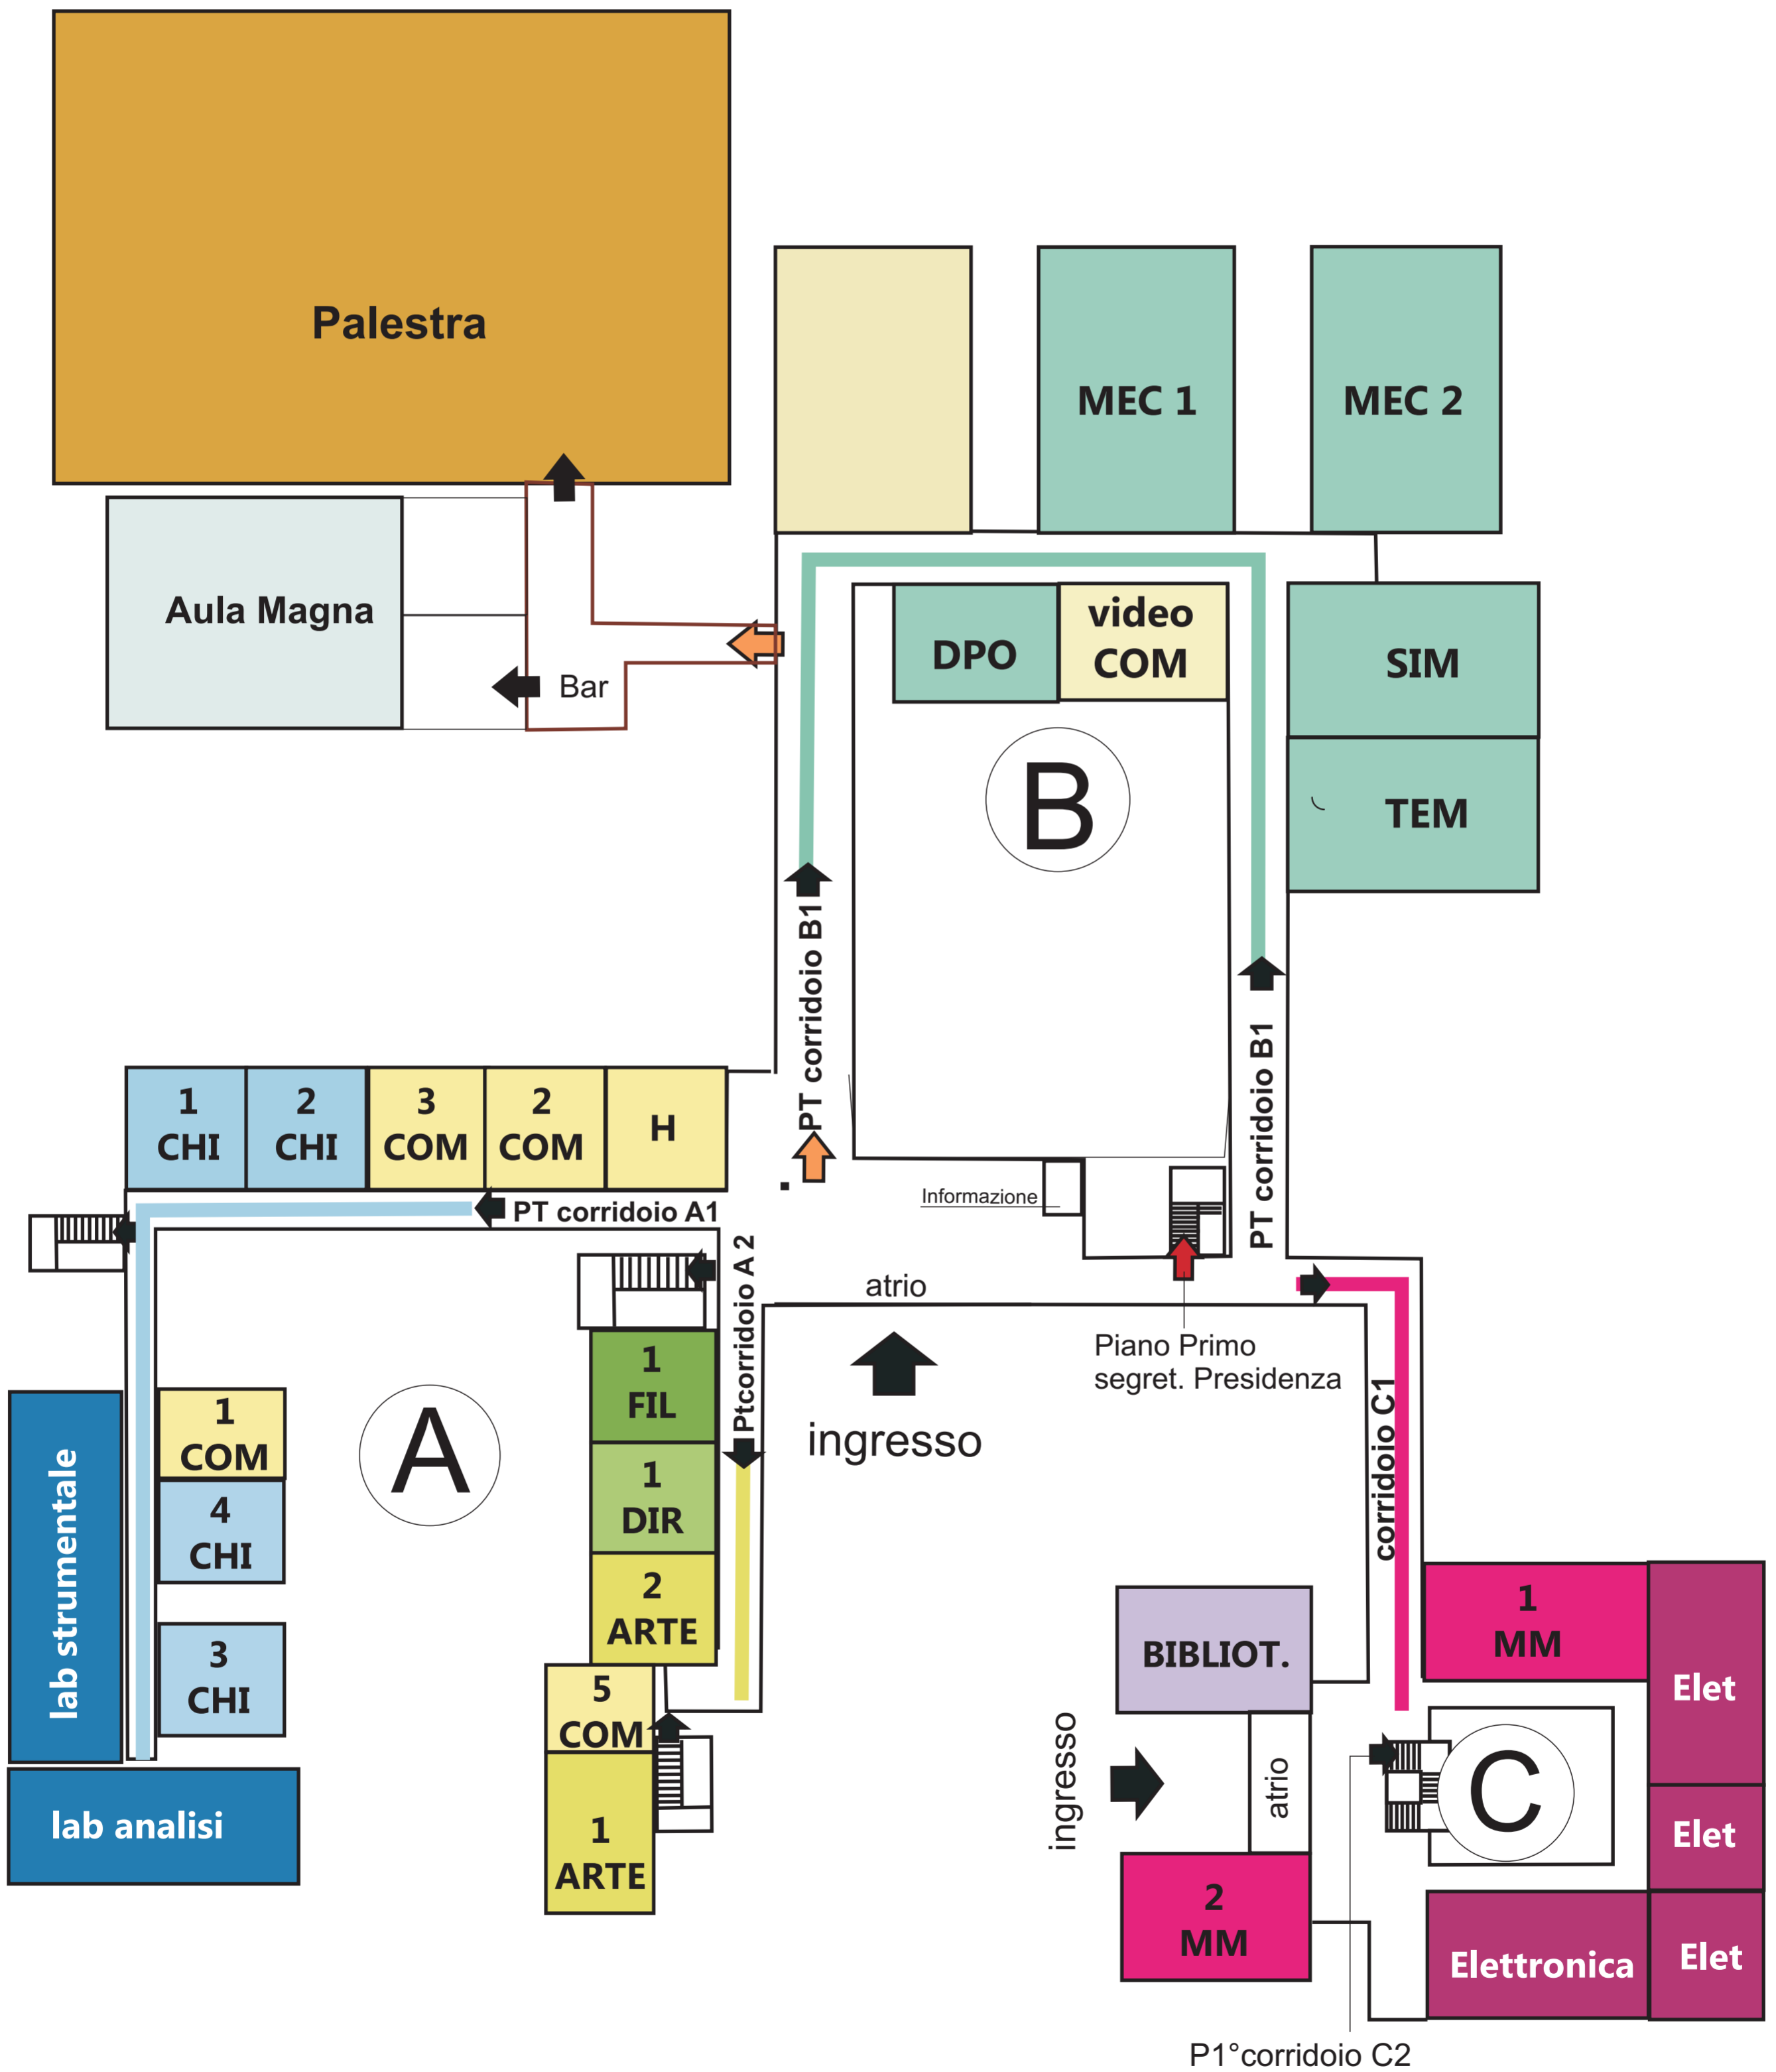 Palestra
MEC 1
MEC 2
Aula Magna
Bar
DPO
video
COM
SIM
TEM
B
PT corridoio B1
PT corridoio B1
1
CHI
2
CHI
3
COM
2
COM
H
PT corridoio A1
Informazione
Ptcorridoio A 2
atrio
Piano Primo
segret. Presidenza
ingresso
1
FIL
1
DIR
2
ARTE
5
COM
1
ARTE
A
1
COM
4
CHI
3
CHI
lab strumentale
lab analisi
corridoio C1
BIBLIOT.
1
MM
Elet
ingresso
atrio
C
Elet
2
MM
Elettronica
Elet
P1°corridoio C2